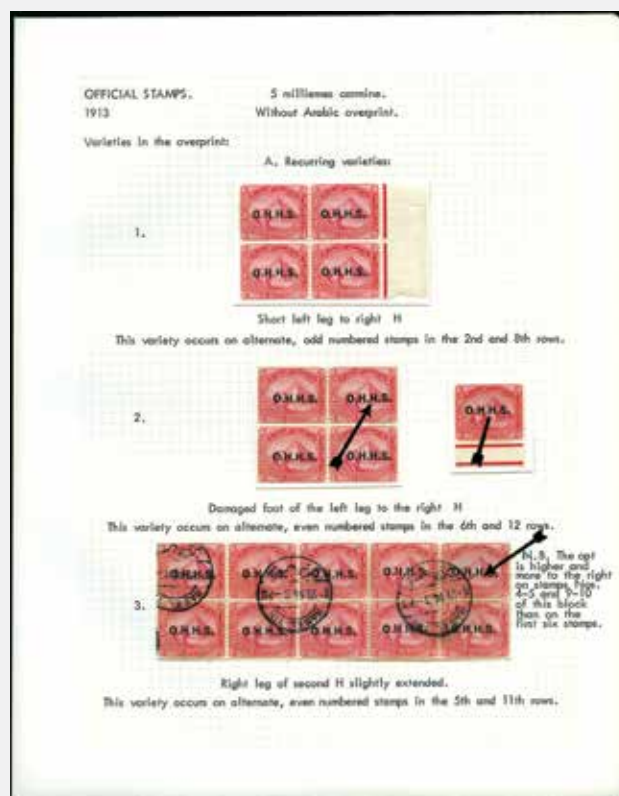 OFFICIAL STAMPS. 5 milliemes carmine.
1913 Without Arabic overprint.
Varieties in the overprint:
A. Recurring varieties:
1.
O.H.H.S. O.H.H.S.
O.H.H.S. O.H.H.S.
Short left leg to right H
This variety occurs on alternate, odd numbered stamps in the 2nd and 8th rows.
2.
O.H.H.S. O.H.H.S. O.H.H.S.
O.H.H.S. O.H.H.S.
Damaged foot of the left leg to the right H
This variety occurs on alternate, even numbered stamps in the 6th and 12 rows.
3.
O.H.H.S. O.H.H.S. O.H.H.S. O.H.H.S. O.H.H.S.
O.H.H.S. O.H.H.S. O.H.H.S. O.H.H.S. O.H.H.S.
N.B. The opt
is higher and
more to the right
on stamps Nos.
4-5 and 9-10
of this block
than on the
first six stamps.
Right leg of second H slightly extended.
This variety occurs on alternate, even numbered stamps in the 5th and 11th rows.